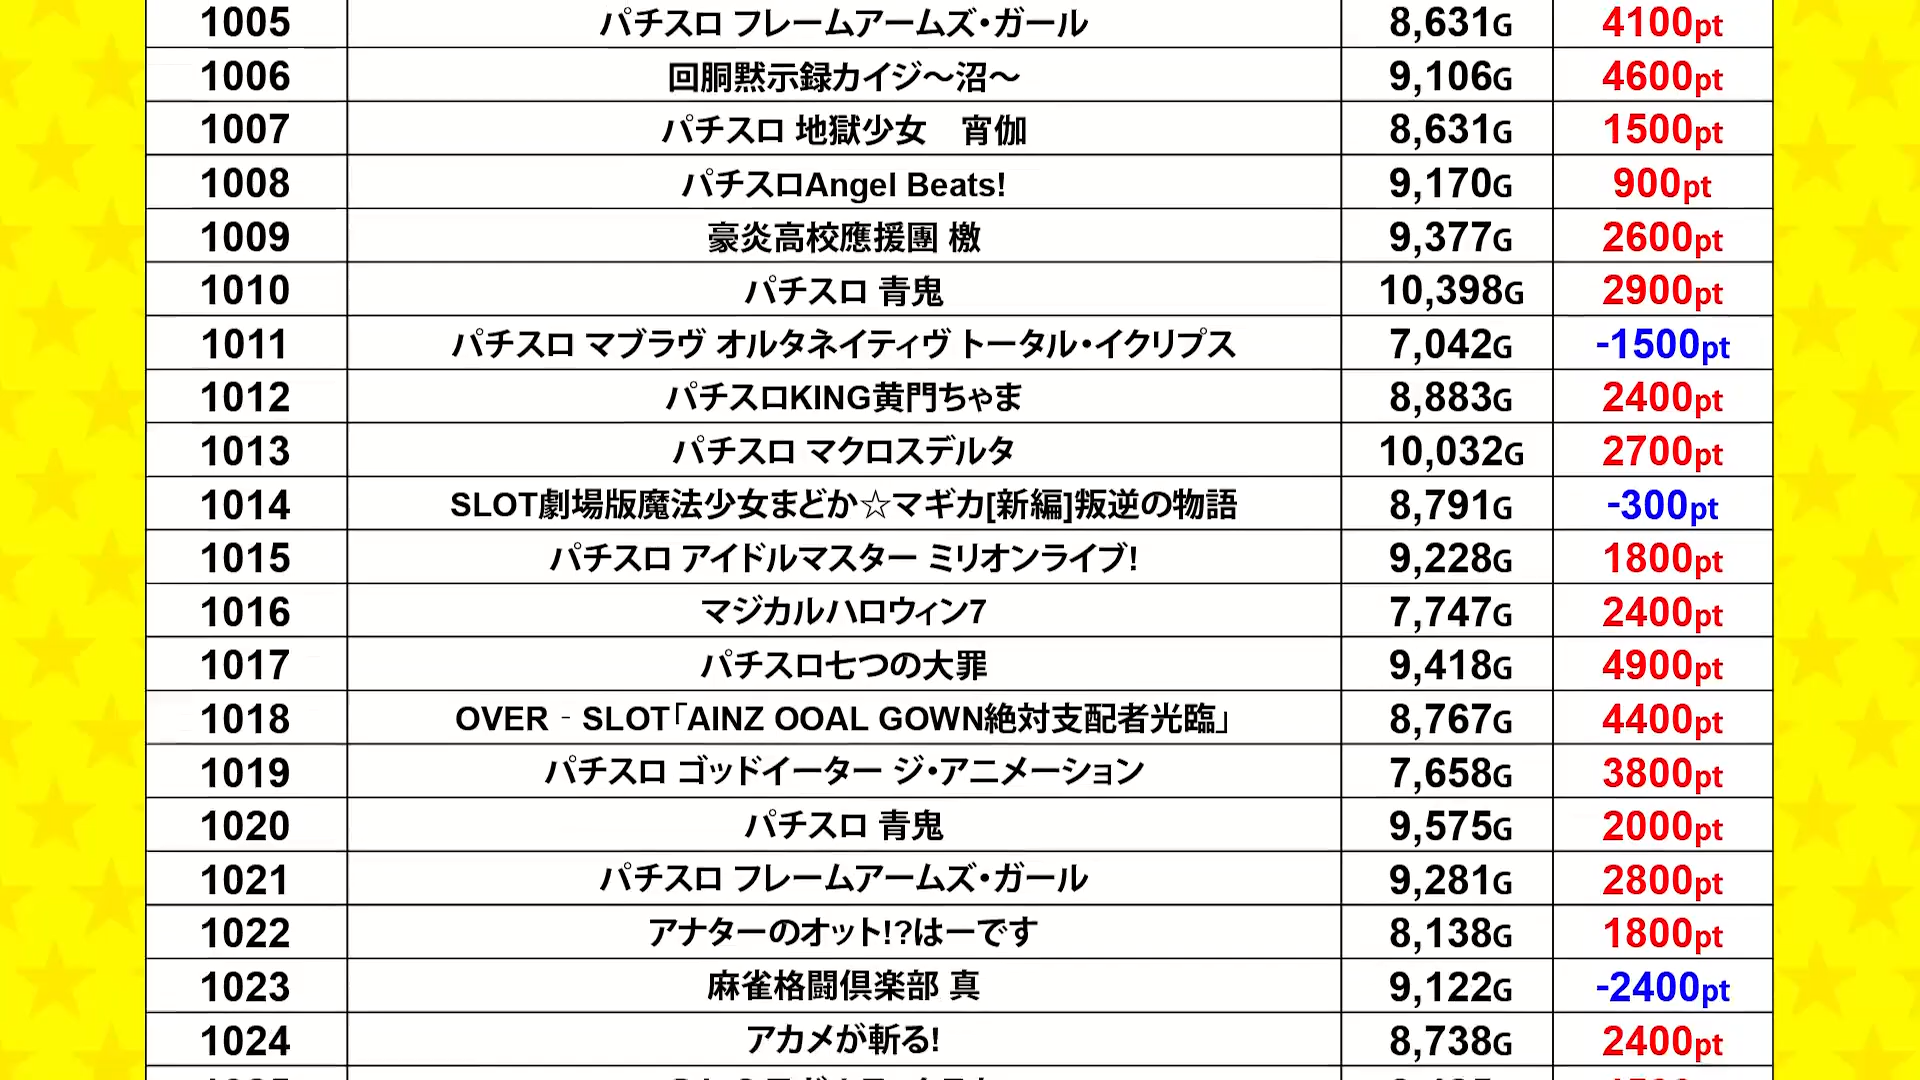 1005 パチスロ フレームアームズ・ガール 8,631G 4100pt
1006 回胴黙示録カイジ～沼～ 9,106G 4600pt
1007 パチスロ 地獄少女　宵伽 8,631G 1500pt
1008 パチスロAngel Beats! 9,170G 900pt
1009 豪炎高校應援團 檄 9,377G 2600pt
1010 パチスロ 青鬼 10,398G 2900pt
1011 パチスロ マブラヴ オルタネイティヴ トータル・イクリプス 7,042G -1500pt
1012 パチスロKING黄門ちゃま 8,883G 2400pt
1013 パチスロ マクロスデルタ 10,032G 2700pt
1014 SLOT劇場版魔法少女まどか☆マギカ[新編]叛逆の物語 8,791G -300pt
1015 パチスロ アイドルマスター ミリオンライブ! 9,228G 1800pt
1016 マジカルハロウィン7 7,747G 2400pt
1017 パチスロ七つの大罪 9,418G 4900pt
1018 OVER‐SLOT「AINZ OOAL GOWN絶対支配者光臨」 8,767G 4400pt
1019 パチスロ ゴッドイーター ジ・アニメーション 7,658G 3800pt
1020 パチスロ 青鬼 9,575G 2000pt
1021 パチスロ フレームアームズ・ガール 9,281G 2800pt
1022 アナターのオット!?はーです 8,138G 1800pt
1023 麻雀格闘倶楽部 真 9,122G -2400pt
1024 アカメが斬る! 8,738G 2400pt